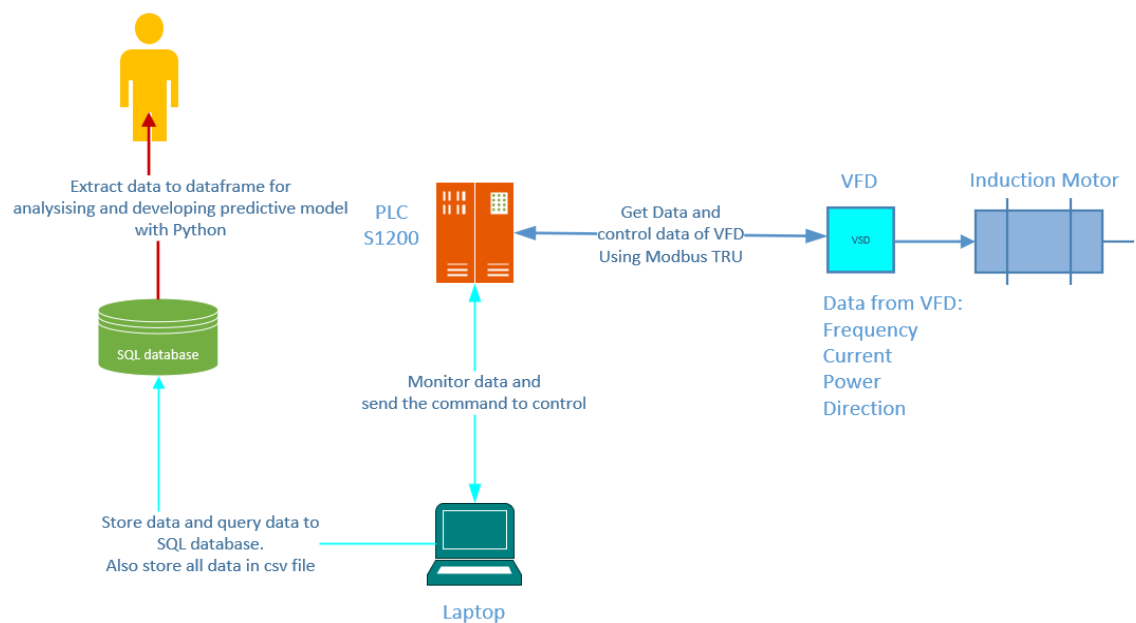 Extract data to dataframe for
analysising and developing predictive model
with Python
SQL database
PLC
S1200
Get Data and
control data of VFD
Using Modbus TRU
VFD
VSD
Induction Motor
Data from VFD:
Frequency
Current
Power
Direction
Monitor data and
send the command to control
Store data and query data to
SQL database.
Also store all data in csv file
Laptop